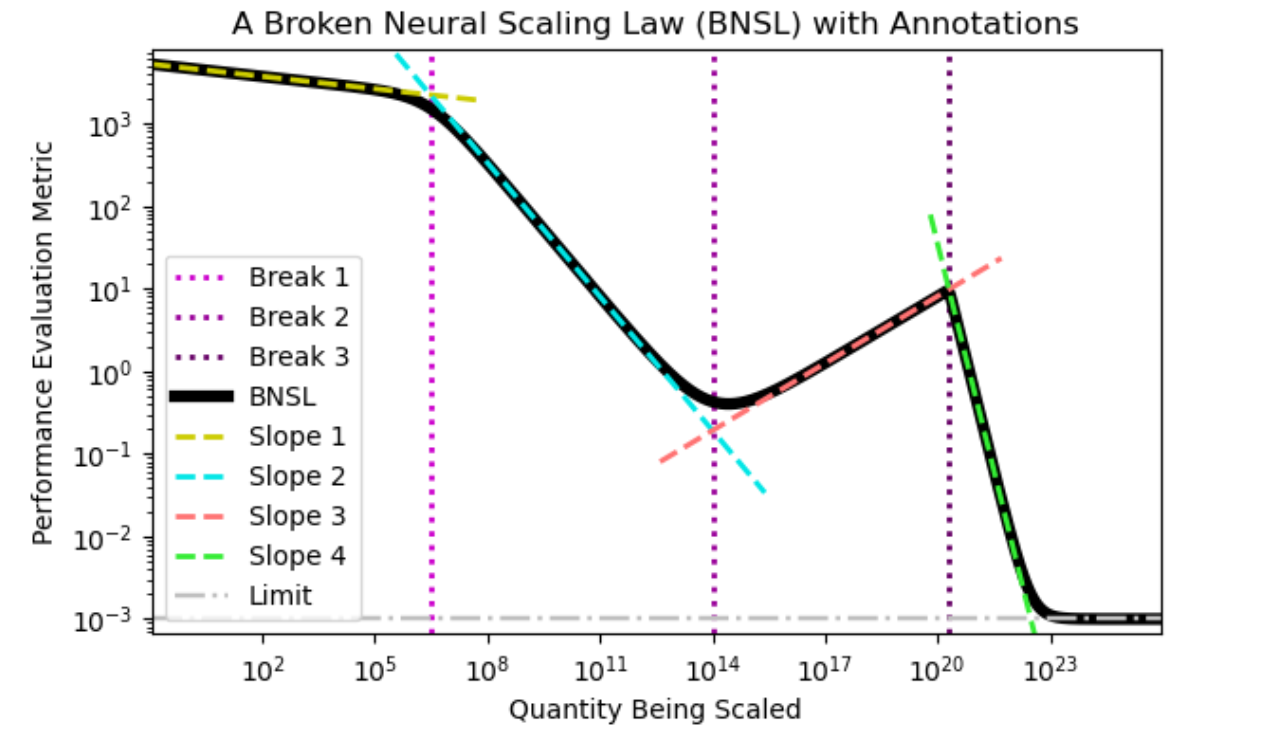 A Broken Neural Scaling Law (BNSL) with Annotations
Performance Evaluation Metric
10³
10²
10¹
10⁰
10⁻¹
10⁻²
10⁻³
Break 1
Break 2
Break 3
BNSL
Slope 1
Slope 2
Slope 3
Slope 4
Limit
10² 10⁵ 10⁸ 10¹¹ 10¹⁴ 10¹⁷ 10²⁰ 10²³
Quantity Being Scaled